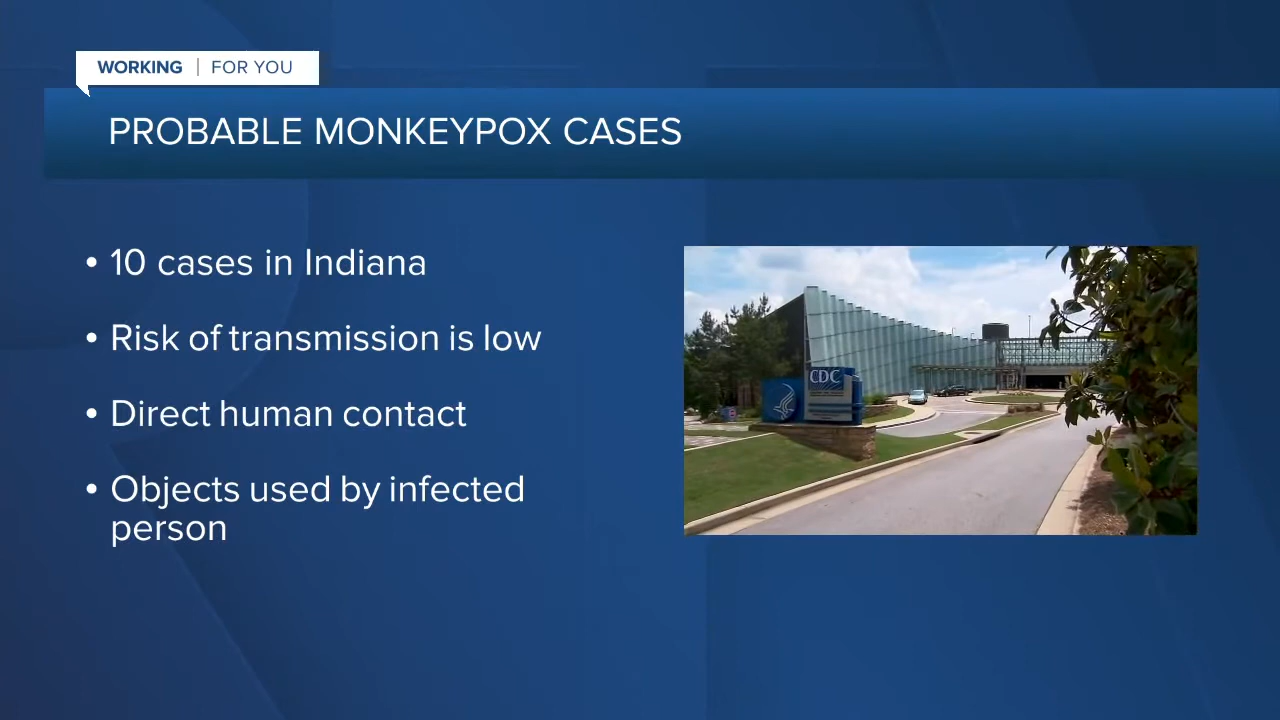 WORKING | FOR YOU
PROBABLE MONKEYPOX CASES
• 10 cases in Indiana
• Risk of transmission is low
• Direct human contact
• Objects used by infected
person
CDC